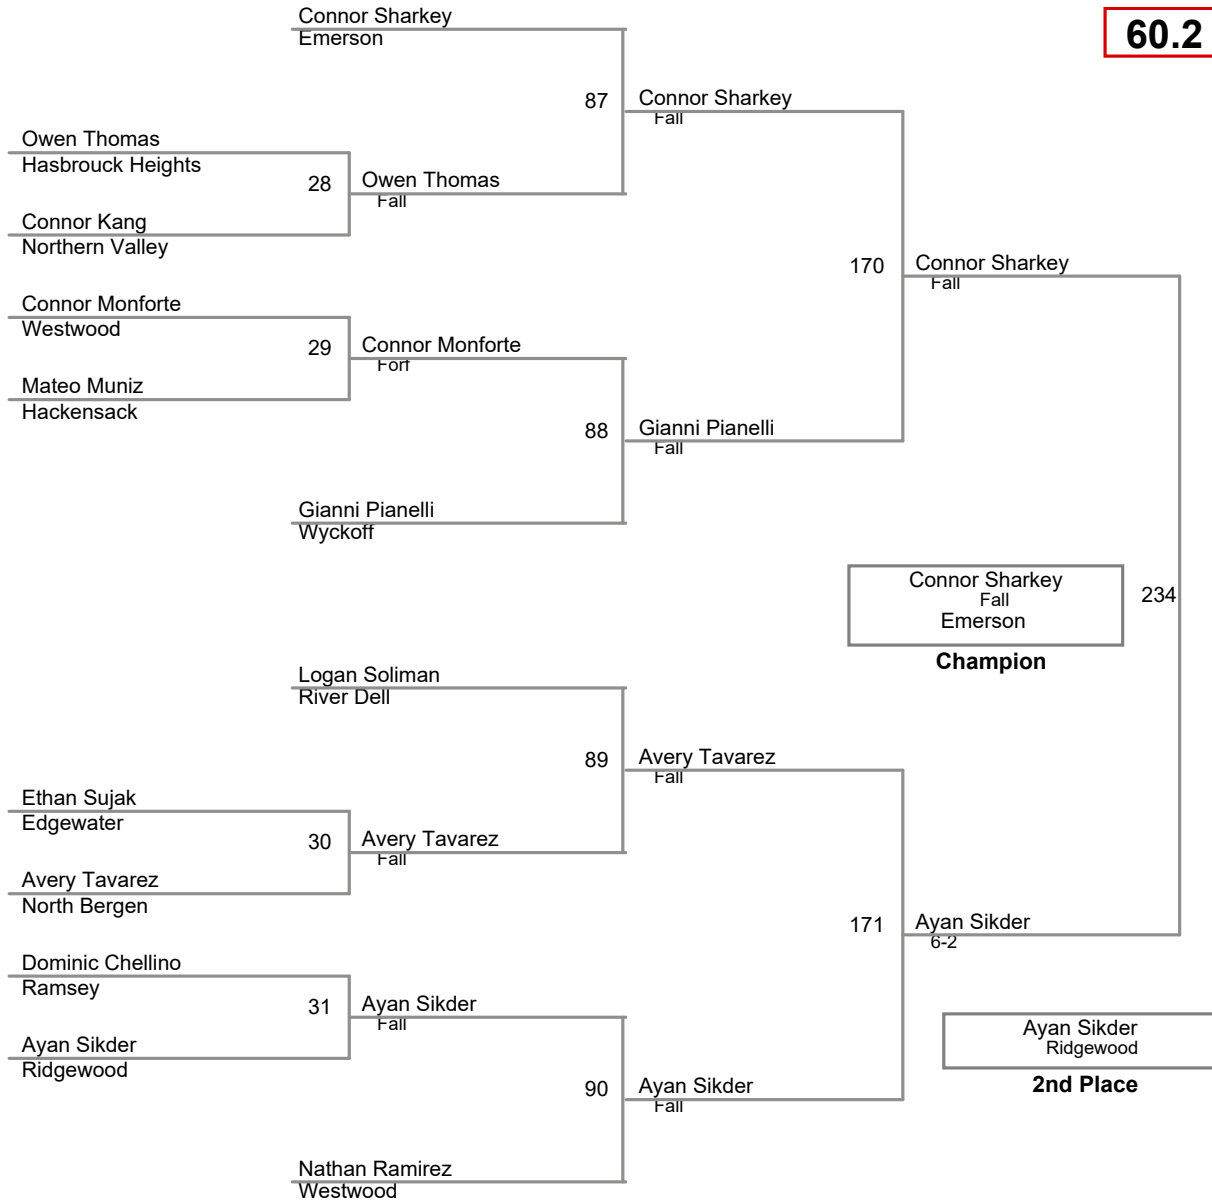 Connor Sharkey
Emerson
60.2
87
Connor Sharkey
Fall
Owen Thomas
Hasbrouck Heights
28
Owen Thomas
Fall
Connor Kang
Northern Valley
170
Connor Sharkey
Fall
Connor Monforte
Westwood
29
Connor Monforte
Forf
Mateo Muniz
Hackensack
88
Gianni Pianelli
Fall
Gianni Pianelli
Wyckoff
Connor Sharkey
Fall
Emerson
234
Champion
Logan Soliman
River Dell
89
Avery Tavarez
Fall
Ethan Sujak
Edgewater
30
Avery Tavarez
Fall
Avery Tavarez
North Bergen
171
Ayan Sikder
6-2
Dominic Chellino
Ramsey
31
Ayan Sikder
Fall
Ayan Sikder
Ridgewood
Ayan Sikder
Ridgewood
2nd Place
90
Ayan Sikder
Fall
Nathan Ramirez
Westwood